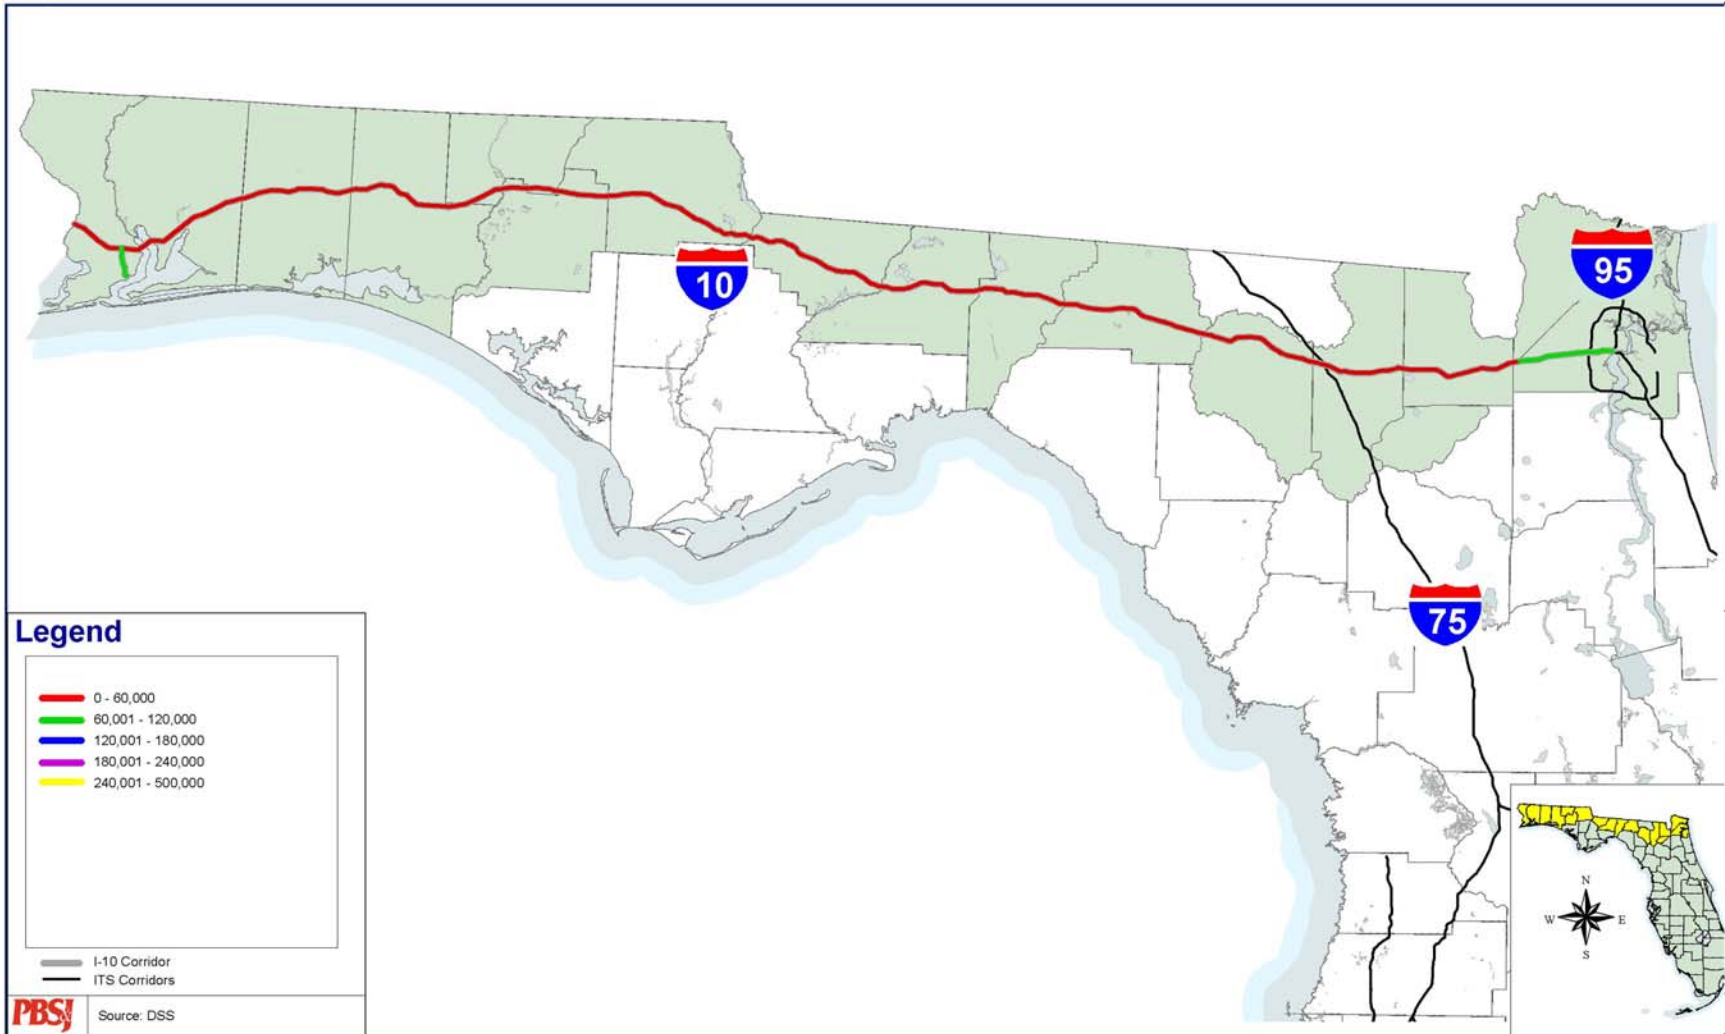 10
95
75
Legend
0 - 60,000
60,001 - 120,000
120,001 - 180,000
180,001 - 240,000
240,001 - 500,000
I-10 Corridor
ITS Corridors
PBSJ
Source: DSS
N
W
E
S